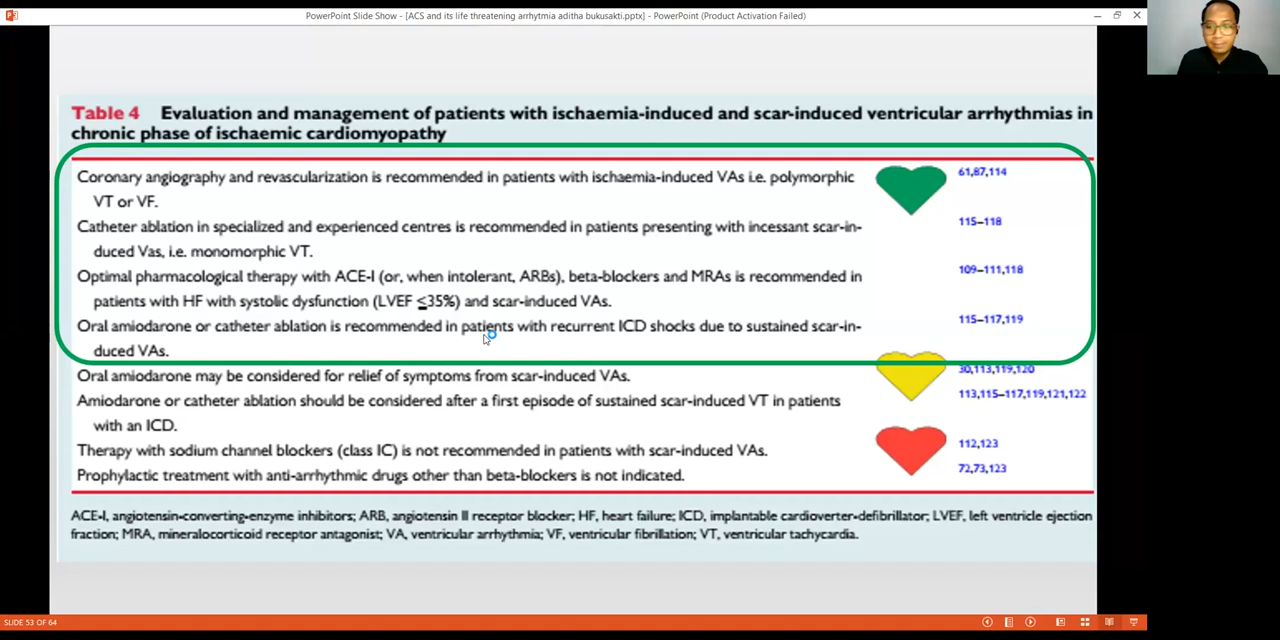 PowerPoint Slide Show - [ACS and its life threatening arrhytmia aditha bukusakti.pptx] - PowerPoint (Product Activation Failed)
Table 4 Evaluation and management of patients with ischaemia-induced and scar-induced ventricular arrhythmias in
chronic phase of ischaemic cardiomyopathy
Coronary angiography and revascularization is recommended in patients with ischaemia-induced VAs i.e. polymorphic 61,87,114
VT or VF.
Catheter ablation in specialized and experienced centres is recommended in patients presenting with incessant scar-in- 115–118
duced Vas, i.e. monomorphic VT.
Optimal pharmacological therapy with ACE-I (or, when intolerant, ARBs), beta-blockers and MRAs is recommended in 109–111,118
patients with HF with systolic dysfunction (LVEF ≤35%) and scar-induced VAs.
Oral amiodarone or catheter ablation is recommended in patients with recurrent ICD shocks due to sustained scar-in- 115–117,119
duced VAs.
Oral amiodarone may be considered for relief of symptoms from scar-induced VAs. 30,113,119,120
Amiodarone or catheter ablation should be considered after a first episode of sustained scar-induced VT in patients 113,115–117,119,121,122
with an ICD.
Therapy with sodium channel blockers (class IC) is not recommended in patients with scar-induced VAs. 112,123
Prophylactic treatment with anti-arrhythmic drugs other than beta-blockers is not indicated. 72,73,123
ACE-I, angiotensin-converting-enzyme inhibitors; ARB, angiotensin II receptor blocker; HF, heart failure; ICD, implantable cardioverter-defibrillator; LVEF, left ventricle ejection
fraction; MRA, mineralocorticoid receptor antagonist; VA, ventricular arrhythmia; VF, ventricular fibrillation; VT, ventricular tachycardia.
SLIDE 53 OF 64